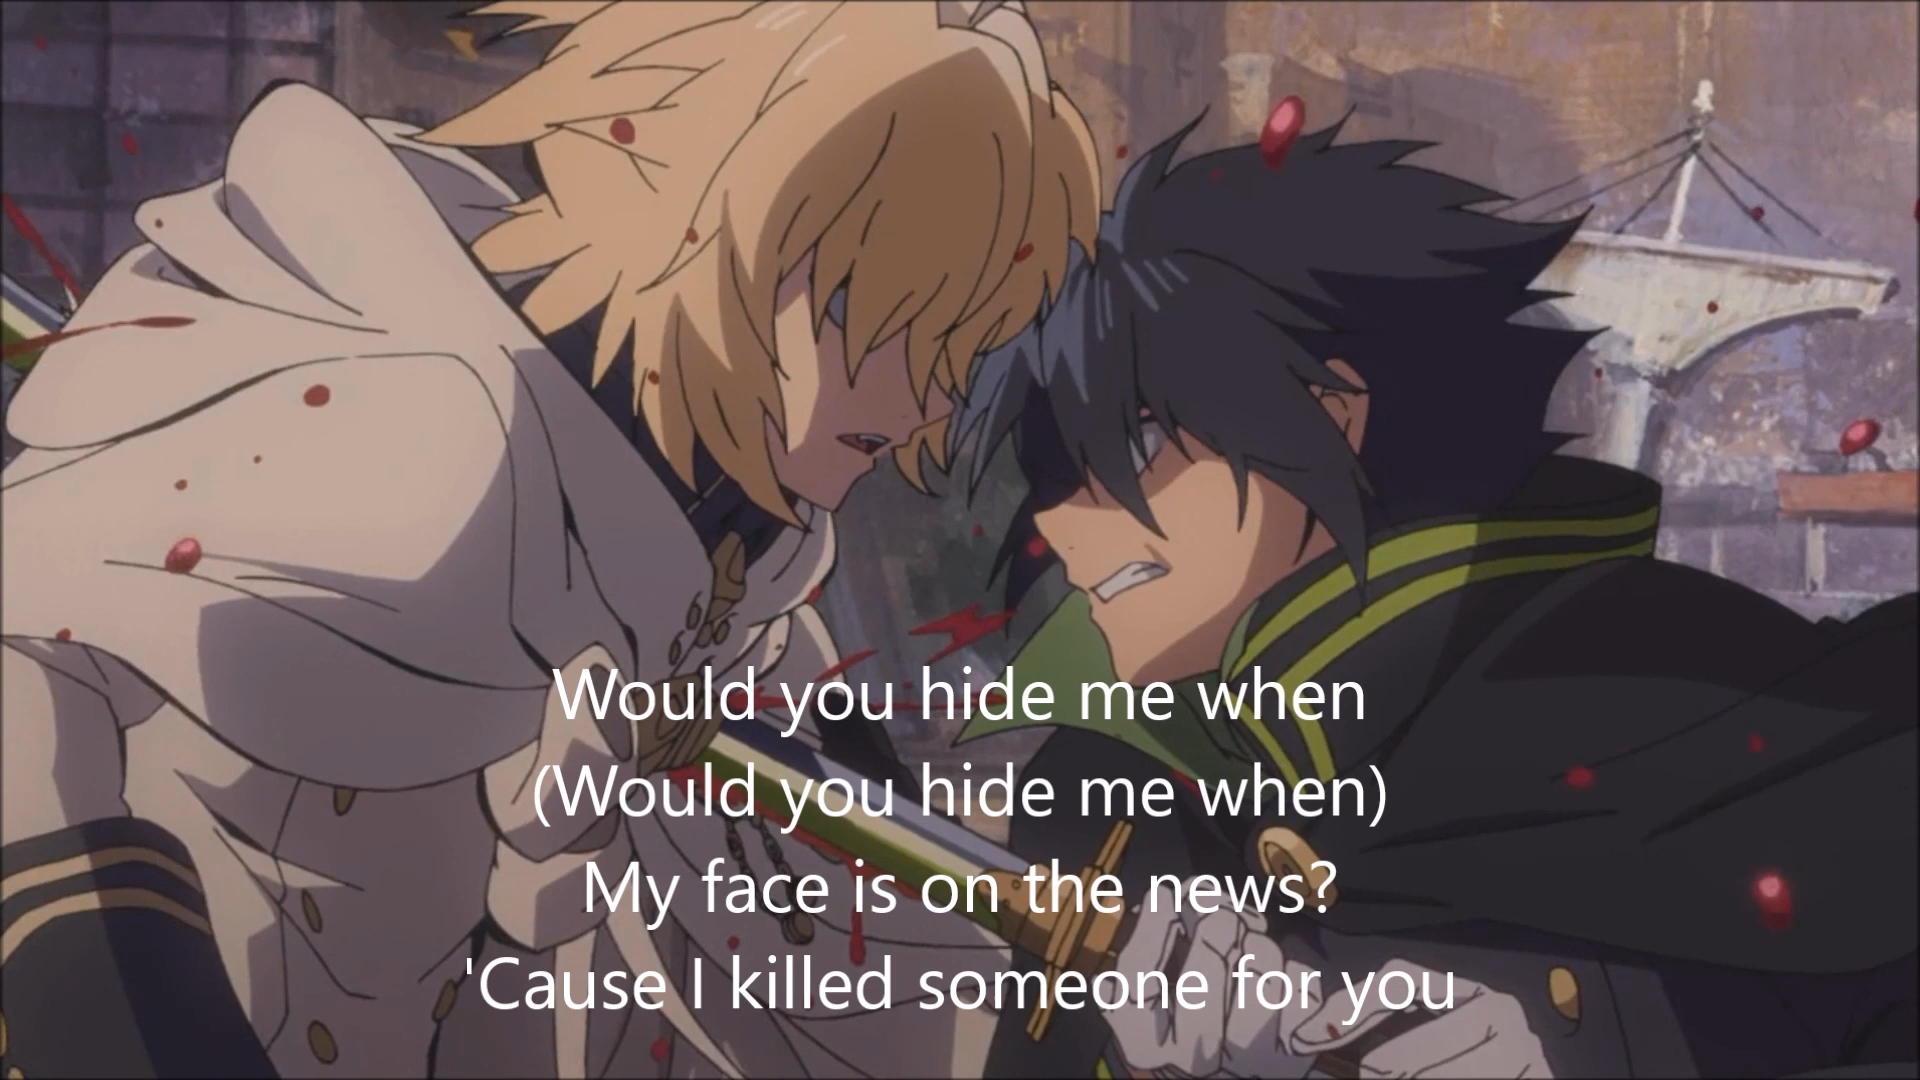 Would you hide me when
(Would you hide me when)
My face is on the news?
'Cause I killed someone for you